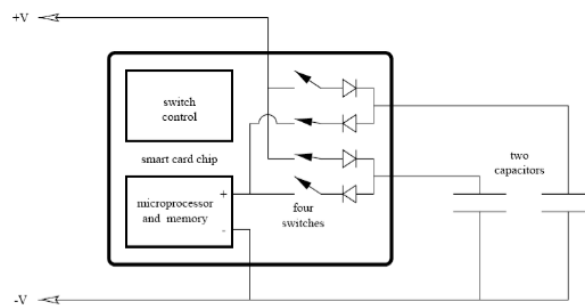 +V
switch
control
smart card chip
two
capacitors
microprocessor
and memory
+
-
four
switches
-V